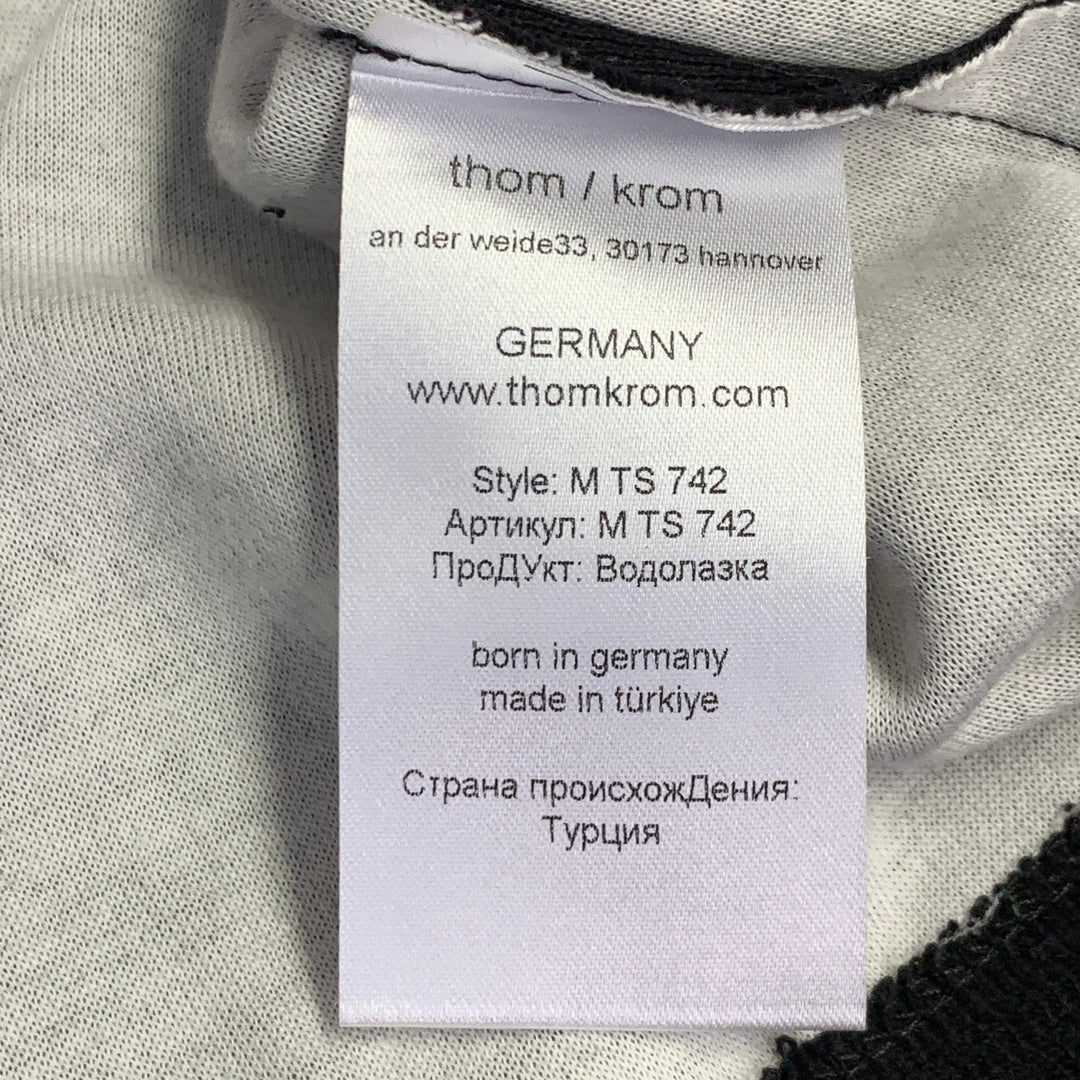 thom / krom
an der weide33, 30173 hannover
GERMANY
www.thomkrom.com
Style: M TS 742
Артикул: M TS 742
ПроДУкт: Водолазка
born in germany
made in türkiye
Страна происхожДения:
Турция